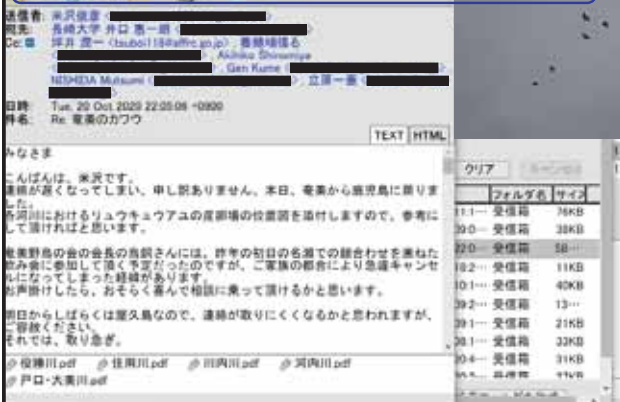 送信者: 米沢俊彦
宛先: 長崎大学 井口 恵一朗
Cc: 坪井 潤一 <tsuboi118@affrc.go.jp>, 番緒場信る
, Akihiko Shinomiya
, Gen Kume
NISHIDA Mutsumi , 立原一憲
日時: Tue, 20 Oct 2020 22:05:06 +0900
件名: Re: 奄美のカワウ
TEXT HTML
みなさま
こんばんは、米沢です。
連絡が遅くなってしまい、申し訳ありません。本日、奄美から鹿児島に戻りま
した。
各河川におけるリュウキュウアユの産卵場の位置図を添付しますので、参考に
して頂ければと思います。
奄美野鳥の会の会長の鳥飼さんには、昨年の初日の名瀬での顔合わせを兼ねた
飲み会に参加して頂く予定だったのですが、ご家族の都合により急遽キャンセ
ルになってしまった経緯があります。
お声掛けしたら、おそらく喜んで相談に乗って頂けるかと思います。
明日からしばらくは屋久島なので、連絡が取りにくくなるかと思われますが、
ご容赦ください。
それでは、取り急ぎ。
役勝川.pdf 住用川.pdf 川内川.pdf 河内川.pdf
戸口・大美川.pdf
クリア キャンセル
フォルダ名 サイズ
受信箱 76KB
受信箱 38KB
受信箱 58…
受信箱 11KB
受信箱 40KB
受信箱 13…
受信箱 21KB
受信箱 33KB
受信箱 31KB